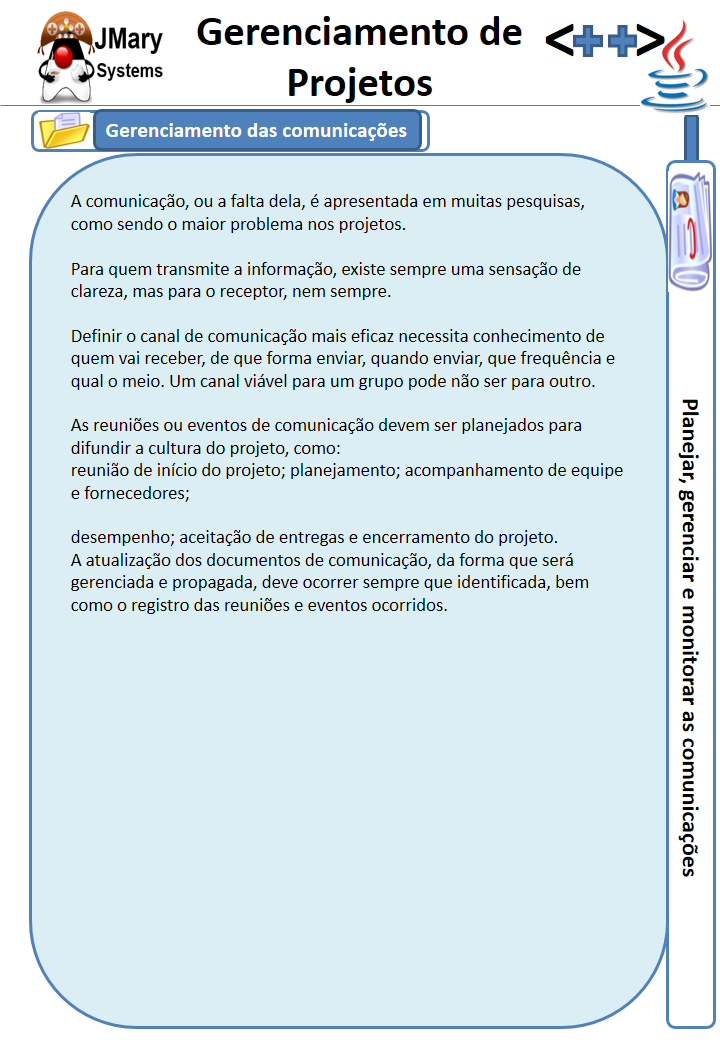 JMary
Systems
Gerenciamento de
Projetos
<++>
Gerenciamento das comunicações
A comunicação, ou a falta dela, é apresentada em muitas pesquisas,
como sendo o maior problema nos projetos.
Para quem transmite a informação, existe sempre uma sensação de
clareza, mas para o receptor, nem sempre.
Definir o canal de comunicação mais eficaz necessita conhecimento de
quem vai receber, de que forma enviar, quando enviar, que frequência e
qual o meio. Um canal viável para um grupo pode não ser para outro.
As reuniões ou eventos de comunicação devem ser planejados para
difundir a cultura do projeto, como:
reunião de início do projeto; planejamento; acompanhamento de equipe
e fornecedores;
desempenho; aceitação de entregas e encerramento do projeto.
A atualização dos documentos de comunicação, da forma que será
gerenciada e propagada, deve ocorrer sempre que identificada, bem
como o registro das reuniões e eventos ocorridos.
Planejar, gerenciar e monitorar as comunicações